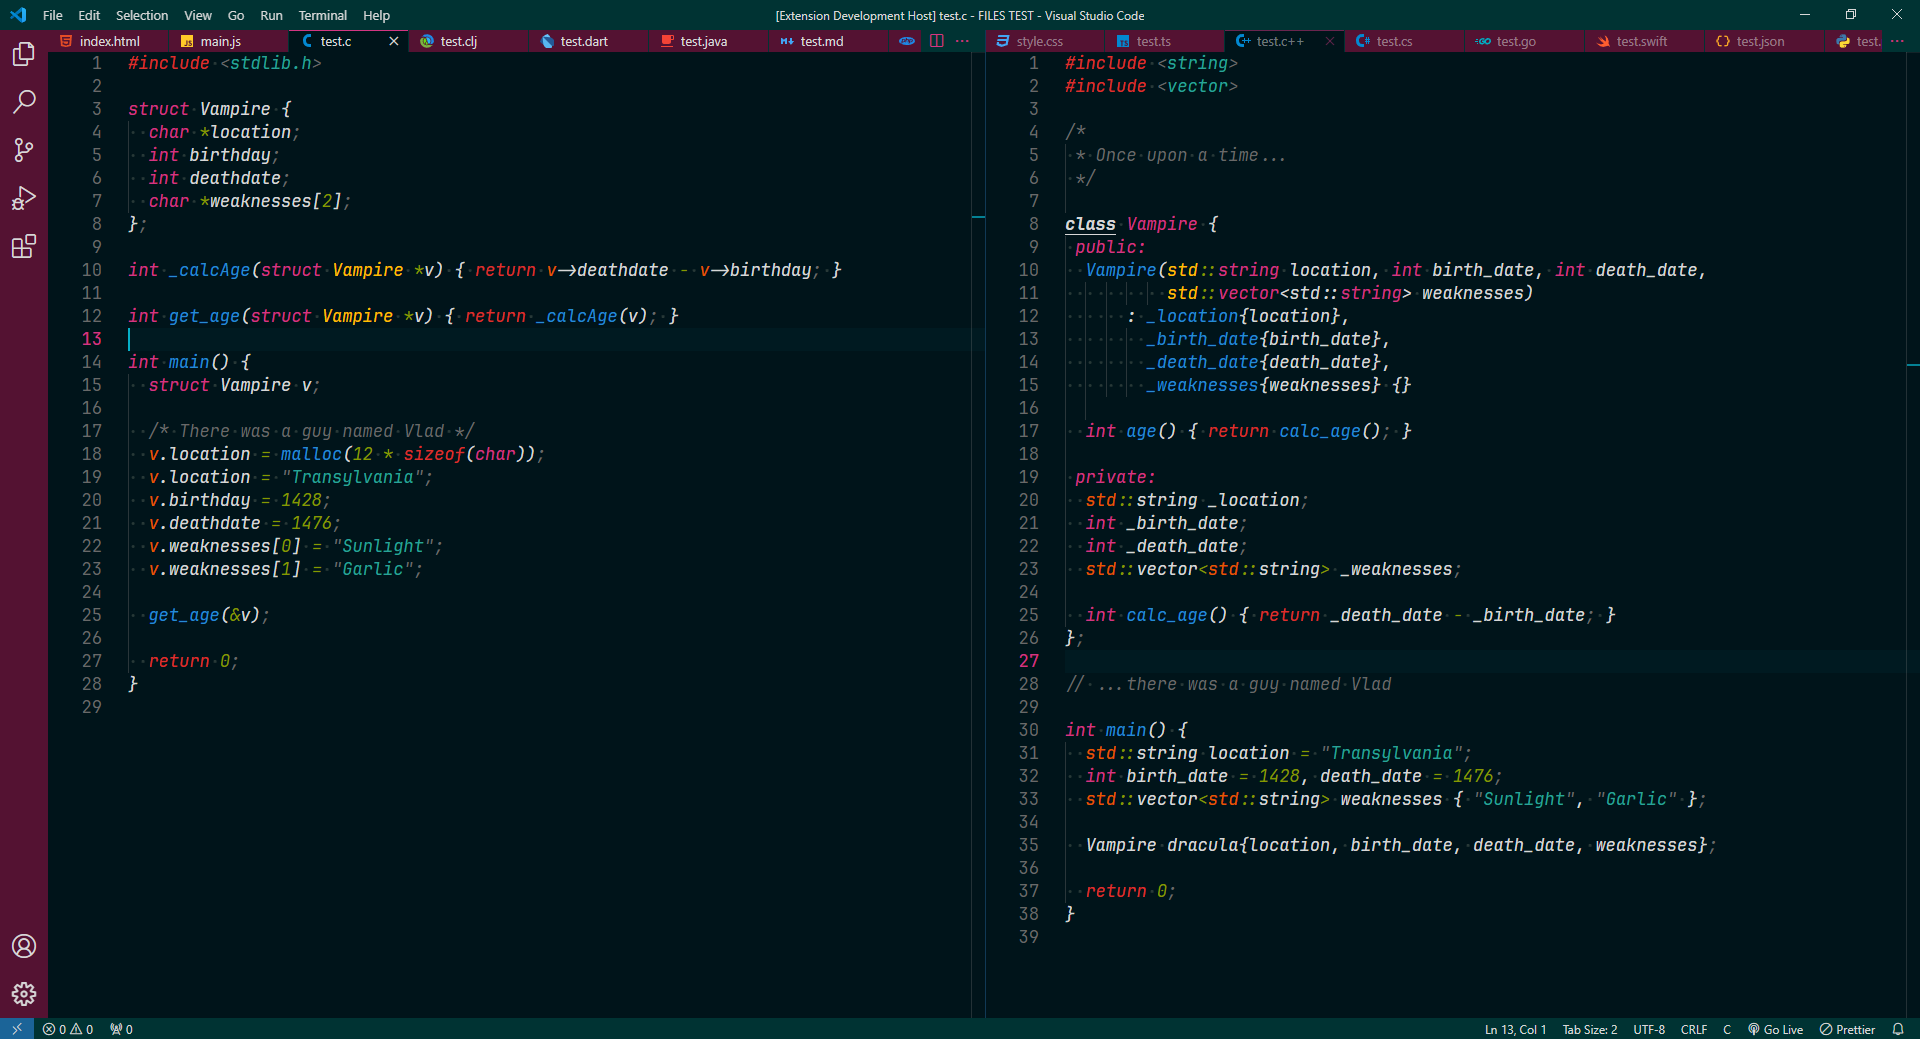 File Edit Selection View Go Run Terminal Help [Extension Development Host] test.c - FILES TEST - Visual Studio Code
index.html main.js test.c test.clj test.dart test.java test.md
1 #include <stdlib.h>
2
3 struct Vampire {
4 char *location;
5 int birthday;
6 int deathdate;
7 char *weaknesses[2];
8 };
9
10 int _calcAge(struct Vampire *v) { return v->deathdate - v->birthday; }
11
12 int get_age(struct Vampire *v) { return _calcAge(v); }
13
14 int main() {
15 struct Vampire v;
16
17 /* There was a guy named Vlad */
18 v.location = malloc(12 * sizeof(char));
19 v.location = "Transylvania";
20 v.birthday = 1428;
21 v.deathdate = 1476;
22 v.weaknesses[0] = "Sunlight";
23 v.weaknesses[1] = "Garlic";
24
25 get_age(&v);
26
27 return 0;
28 }
29
style.css test.ts test.c++ test.cs test.go test.swift test.json test.
1 #include <string>
2 #include <vector>
3
4 /*
5 * Once upon a time...
6 */
7
8 class Vampire {
9 public:
10 Vampire(std::string location, int birth_date, int death_date,
11 std::vector<std::string> weaknesses)
12 : _location{location},
13 _birth_date{birth_date},
14 _death_date{death_date},
15 _weaknesses{weaknesses} {}
16
17 int age() { return calc_age(); }
18
19 private:
20 std::string _location;
21 int _birth_date;
22 int _death_date;
23 std::vector<std::string> _weaknesses;
24
25 int calc_age() { return _death_date - _birth_date; }
26 };
27
28 // ...there was a guy named Vlad
29
30 int main() {
31 std::string location = "Transylvania";
32 int birth_date = 1428, death_date = 1476;
33 std::vector<std::string> weaknesses { "Sunlight", "Garlic" };
34
35 Vampire dracula{location, birth_date, death_date, weaknesses};
36
37 return 0;
38 }
39
0 0 0 Ln 13, Col 1 Tab Size: 2 UTF-8 CRLF C Go Live Prettier